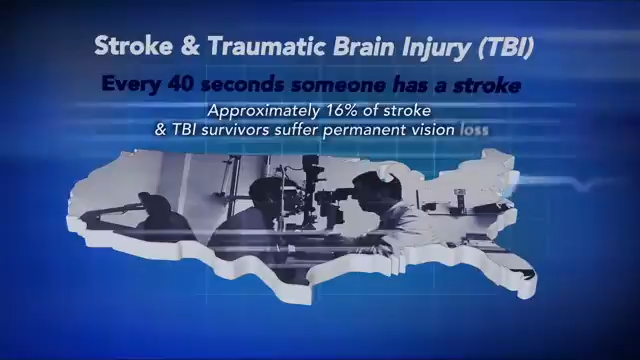 Stroke & Traumatic Brain Injury (TBI)
Every 40 seconds someone has a stroke
Approximately 16% of stroke
& TBI survivors suffer permanent vision loss